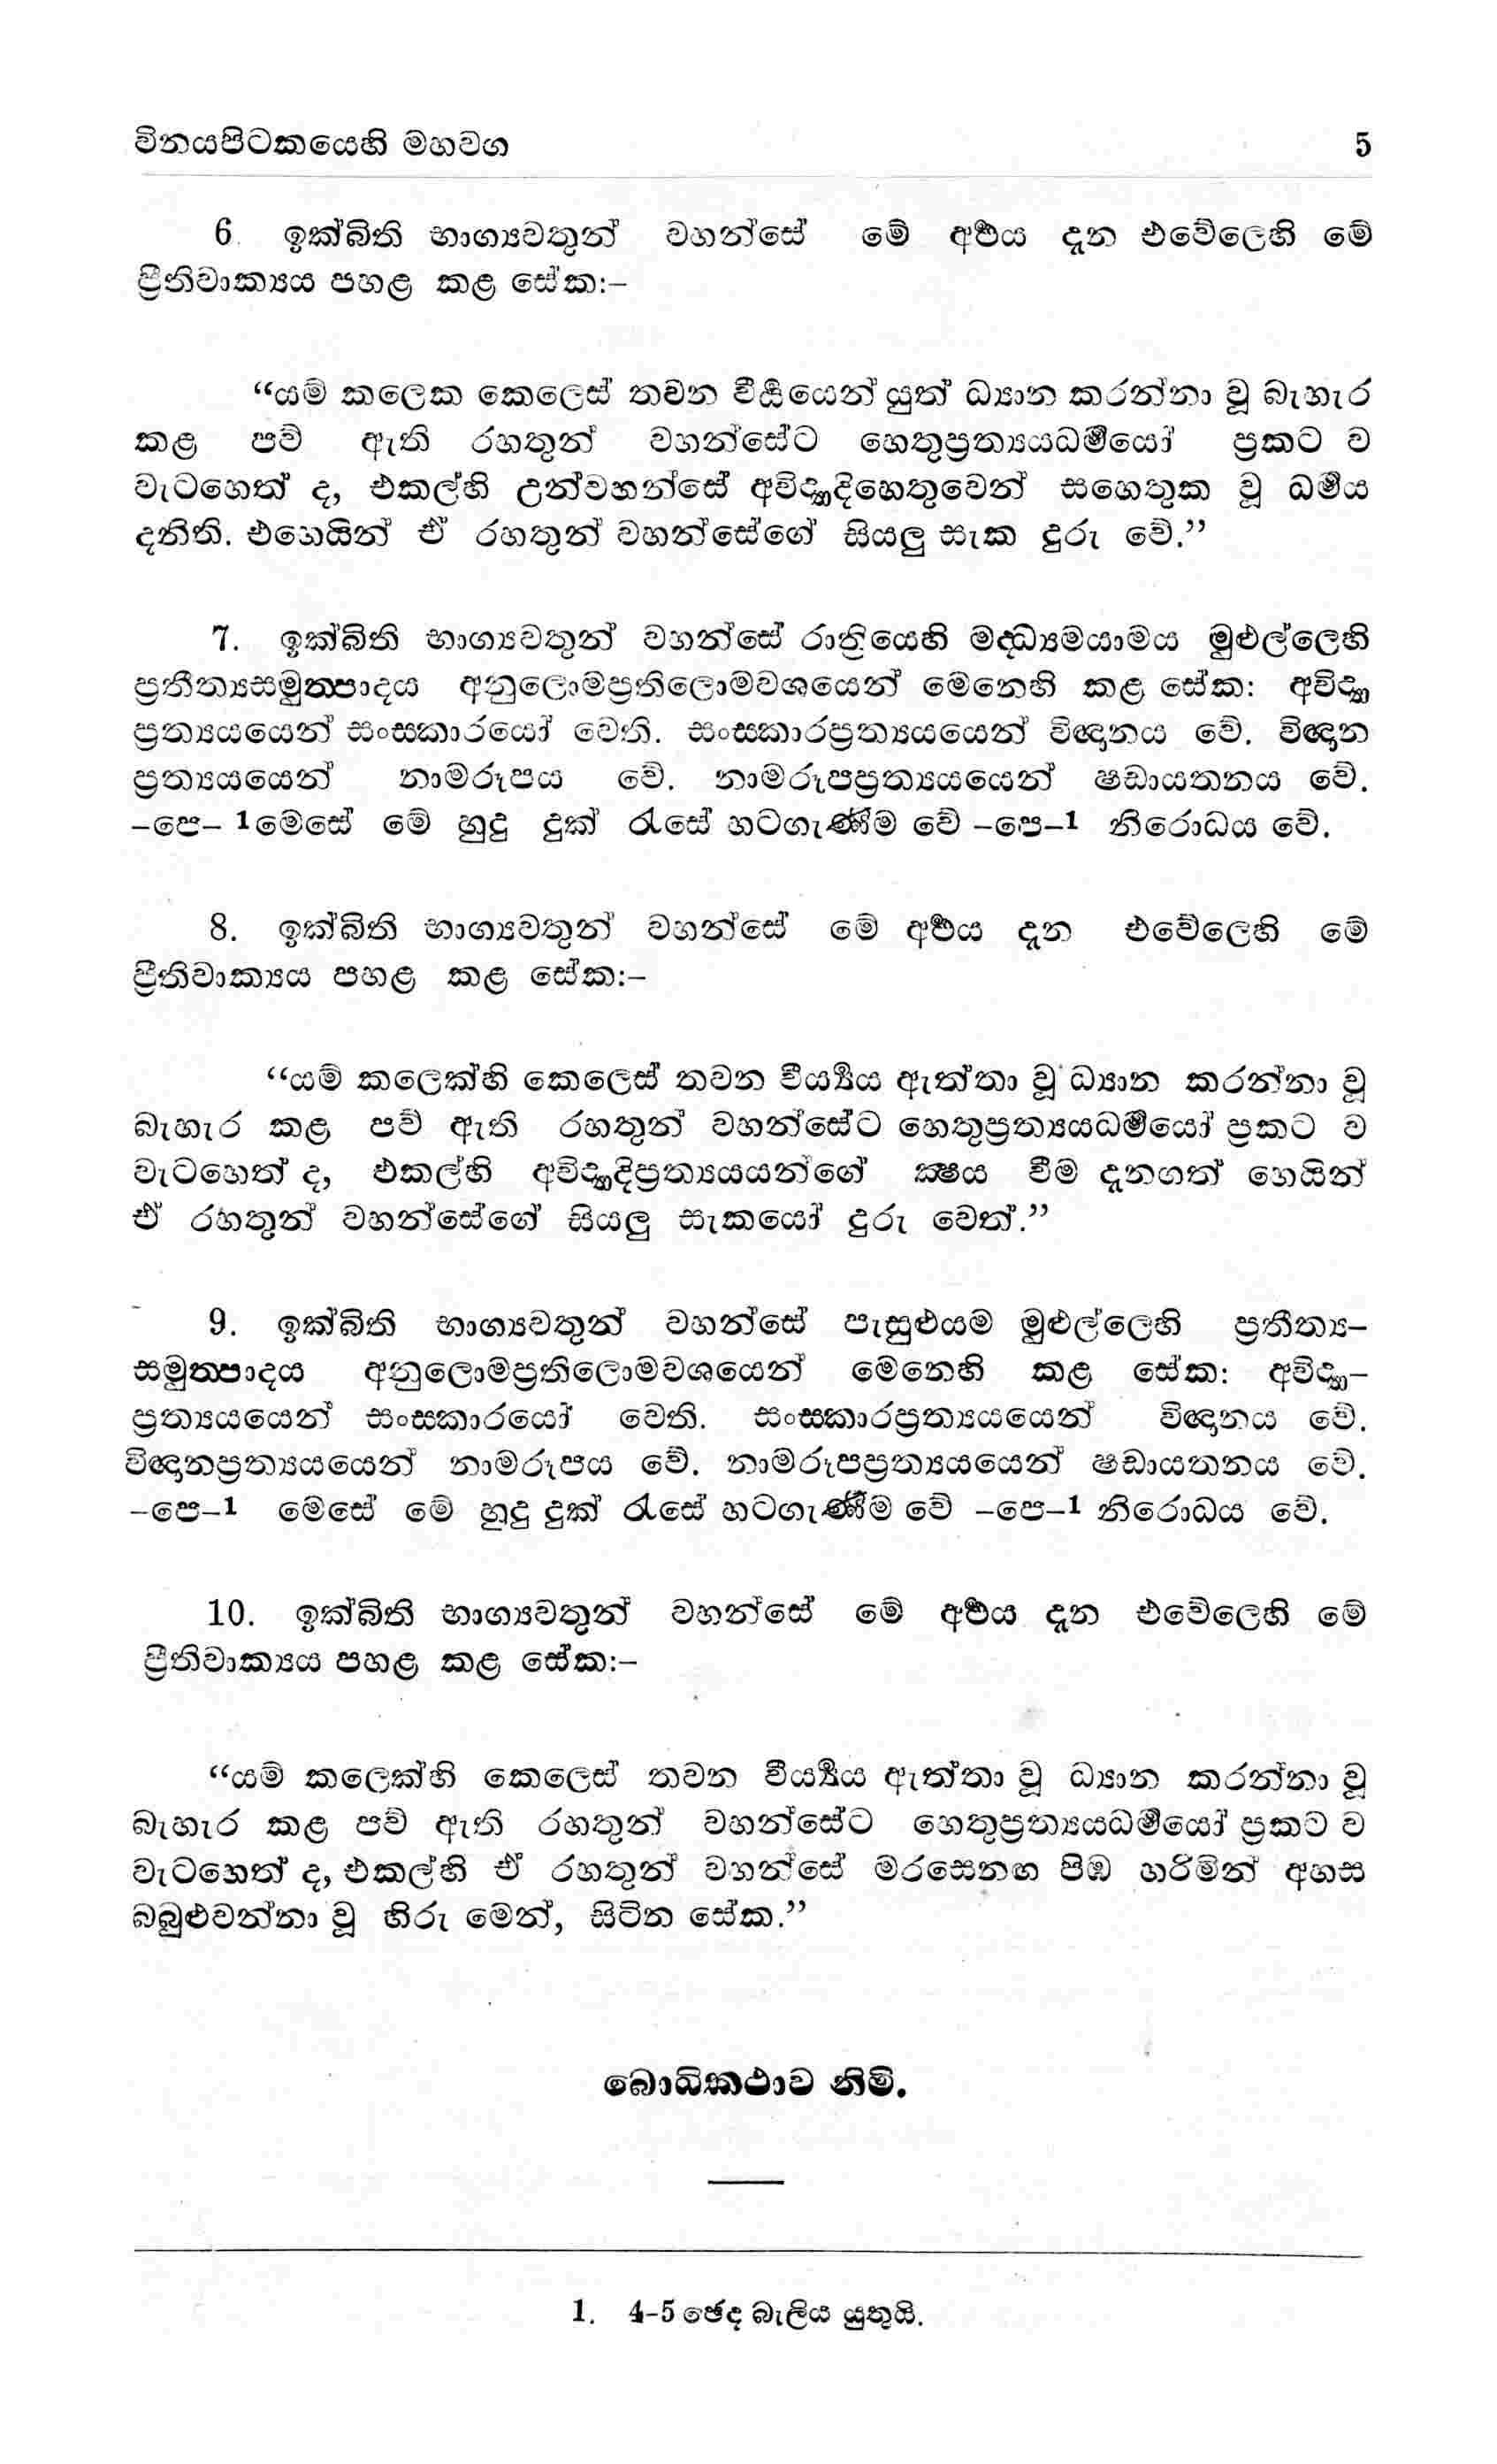 විනයපිටකයෙහි මහවග 5
6. ඉක්බිති භාග්‍යවතුන් වහන්සේ මේ අර්‍ථය දැන එවේලෙහි මේ
ප්‍රීතිවාක්‍යය පහළ කළ සේක:–
“යම් කලෙක කෙලෙස් තවන වීර්‍ය්‍යයෙන් යුත් ධ්‍යාන කරන්නා වූ බැහැර
කළ පව් ඇති රහතුන් වහන්සේට හෙතුප්‍රත්‍යයධර්‍මයෝ ප්‍රකට ව
වැටහෙත් ද, එකල්හි උන්වහන්සේ අවිද්‍යාදිහෙතුවෙන් සහෙතුක වූ ධර්‍මය
දනිති. එහෙයින් ඒ රහතුන් වහන්සේගේ සියලු සැක දුරු වේ.”
7. ඉක්බිති භාග්‍යවතුන් වහන්සේ රාත්‍රියෙහි මද්ධ්‍යමයාමය මුළුල්ලෙහි
ප්‍රතීත්‍යසමුත්පාදය අනුලොමප්‍රතිලොමවශයෙන් මෙනෙහි කළ සේක: අවිද්‍යා
ප්‍රත්‍යයයෙන් සංස්කාරයෝ වෙති. සංස්කාරප්‍රත්‍යයයෙන් විඥානය වේ. විඥාන
ප්‍රත්‍යයයෙන් නාමරූපය වේ. නාමරූපප්‍රත්‍යයයෙන් ෂඩායතනය වේ.
–පෙ– 1මෙසේ මේ හුදු දුක් රැසේ හටගැණීම වේ –පෙ–1 නිරොධය වේ.
8. ඉක්බිති භාග්‍යවතුන් වහන්සේ මේ අර්‍ථය දැන එවේලෙහි මේ
ප්‍රීතිවාක්‍යය පහළ කළ සේක:–
“යම් කලෙක්හි කෙලෙස් තවන වීර්‍ය්‍යය ඇත්තා වූ ධ්‍යාන කරන්නා වූ
බැහැර කළ පව් ඇති රහතුන් වහන්සේට හෙතුප්‍රත්‍යයධර්‍මයෝ ප්‍රකට ව
වැටහෙත් ද, එකල්හි අවිද්‍යාදිප්‍රත්‍යයයන්ගේ ක්‍ෂය වීම දැනගත් හෙයින්
ඒ රහතුන් වහන්සේගේ සියලු සැකයෝ දුරු වෙත්.”
9. ඉක්බිති භාග්‍යවතුන් වහන්සේ පැසුළුයම මුළුල්ලෙහි ප්‍රතීත්‍ය–
සමුත්පාදය අනුලොමප්‍රතිලොමවශයෙන් මෙනෙහි කළ සේක: අවිද්‍යා–
ප්‍රත්‍යයයෙන් සංස්කාරයෝ වෙති. සංස්කාරප්‍රත්‍යයයෙන් විඥානය වේ.
විඥානප්‍රත්‍යයයෙන් නාමරූපය වේ. නාමරූපප්‍රත්‍යයයෙන් ෂඩායතනය වේ.
–පෙ–1 මෙසේ මේ හුදු දුක් රැසේ හටගැණීම වේ –පෙ–1 නිරොධය වේ.
10. ඉක්බිති භාග්‍යවතුන් වහන්සේ මේ අර්‍ථය දැන එවේලෙහි මේ
ප්‍රීතිවාක්‍යය පහළ කළ සේක:–
“යම් කලෙක්හි කෙලෙස් තවන වීර්‍ය්‍යය ඇත්තා වූ ධ්‍යාන කරන්නා වූ
බැහැර කළ පව් ඇති රහතුන් වහන්සේට හෙතුප්‍රත්‍යයධර්‍මයෝ ප්‍රකට ව
වැටහෙත් ද, එකල්හි ඒ රහතුන් වහන්සේ මරසෙනඟ පිඹ හරිමින් අහස
බබුළුවන්නා වූ හිරු මෙන්, සිටින සේක.”
බොධිකථාව නිමි.
1. 4-5 ඡේද බැලිය යුතුයි.